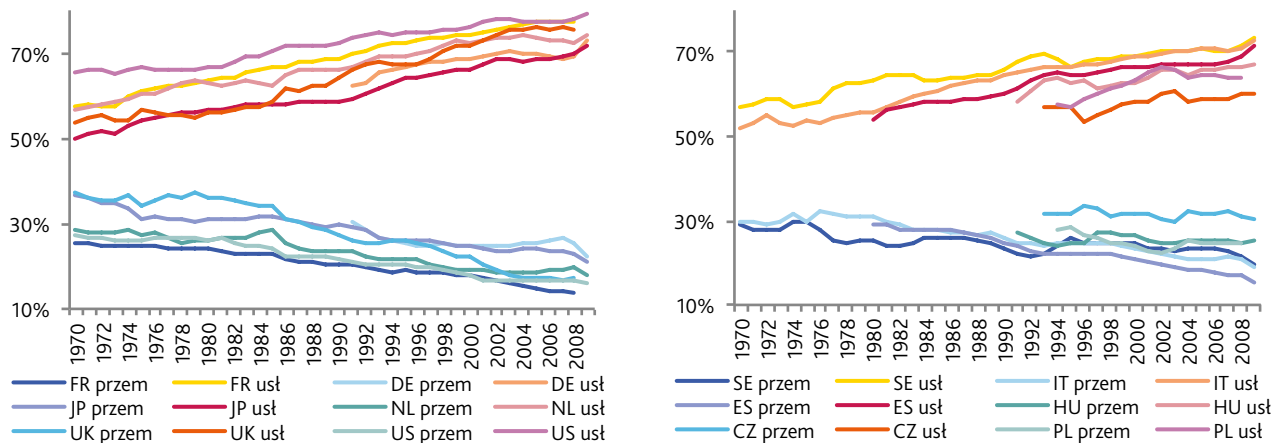 70%
50%
30%
10%
1970 1972 1974 1976 1978 1980 1982 1984 1986 1988 1990 1992 1994 1996 1998 2000 2002 2004 2006 2008
FR przem FR usł DE przem DE usł
JP przem JP usł NL przem NL usł
UK przem UK usł US przem US usł
70%
50%
30%
10%
1970 1972 1974 1976 1978 1980 1982 1984 1986 1988 1990 1992 1994 1996 1998 2000 2002 2004 2006 2008
SE przem SE usł IT przem IT usł
ES przem ES usł HU przem HU usł
CZ przem CZ usł PL przem PL usł